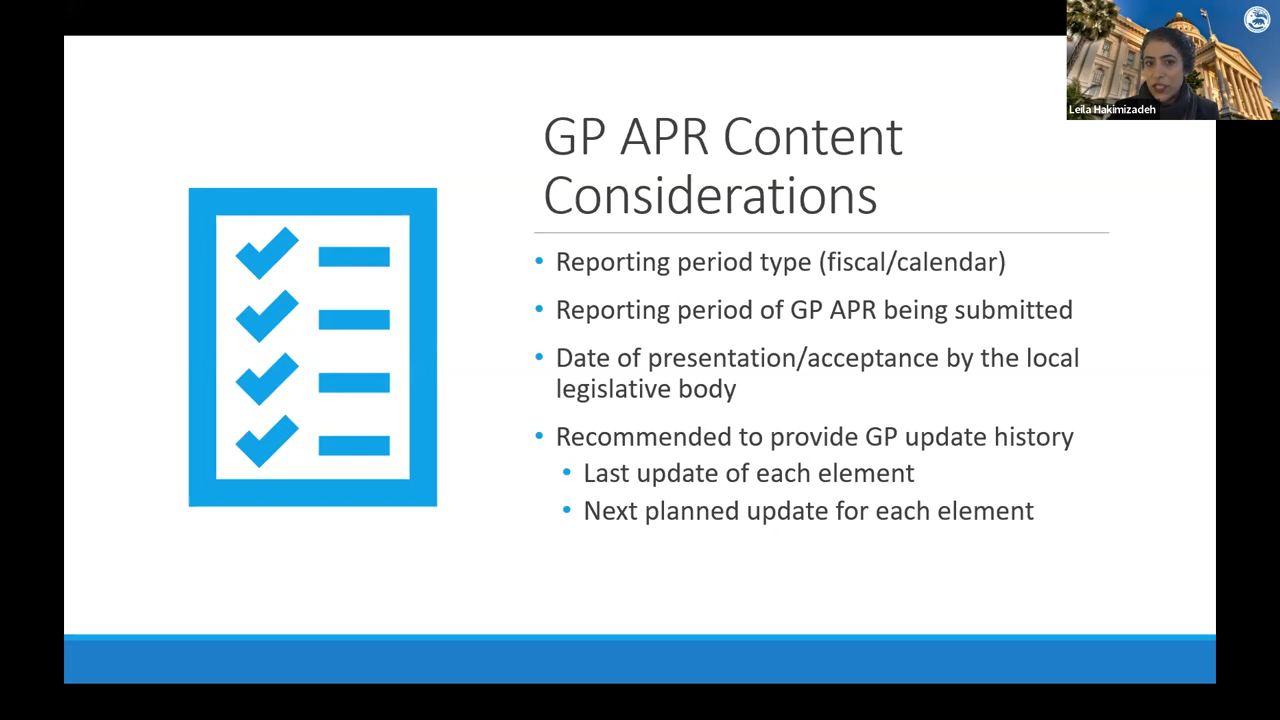 Leila Hakimizadeh
GP APR Content
Considerations
• Reporting period type (fiscal/calendar)
• Reporting period of GP APR being submitted
• Date of presentation/acceptance by the local
legislative body
• Recommended to provide GP update history
• Last update of each element
• Next planned update for each element